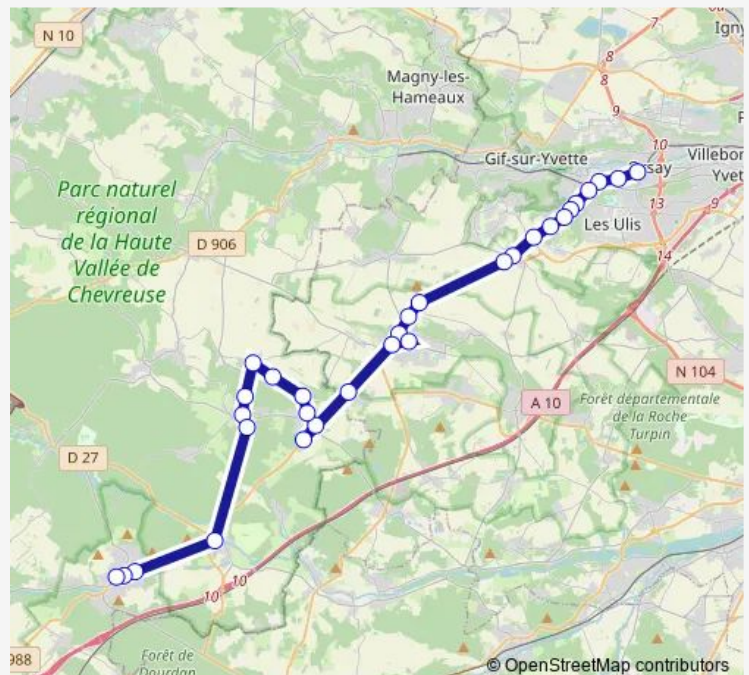 N 10
7
Igny
8
8
Magny-les-
Hameaux
9
10
Gif-sur-Yvette
Villebon
Yvet
Parc naturel
régional
de la Haute
Vallée de
Chevreuse
D 906
13
9
Les Ulis
14
N 104
A 10
Forêt départementale
de la Roche
Turpin
D 27
10
10
988
Forêt de
Dourdan
© OpenStreetMap contributors